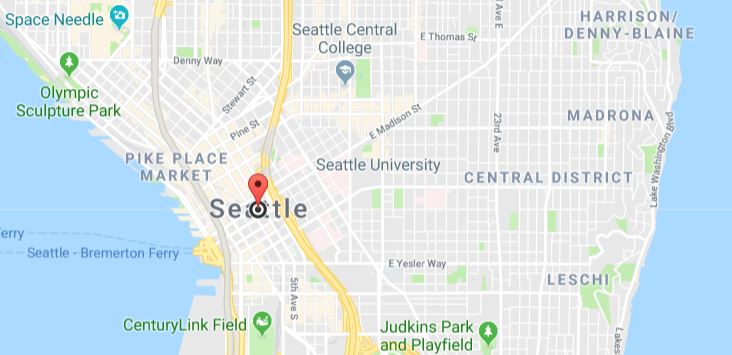 Space Needle
Olympic
Sculpture Park
Denny Way
Stewart St
Pine St
PIKE PLACE
MARKET
Seattle Central
College
E Thomas St
Ave E
HARRISON/
DENNY-BLAINE
MADRONA
E Madison St
23rd Ave
Seattle University
CENTRAL DISTRICT
Lake Washington Blvd
Seattle
Ferry
Seattle - Bremerton Ferry
E Yesler Way
LESCHI
5th Ave S
CenturyLink Field
Judkins Park
and Playfield
Lakes